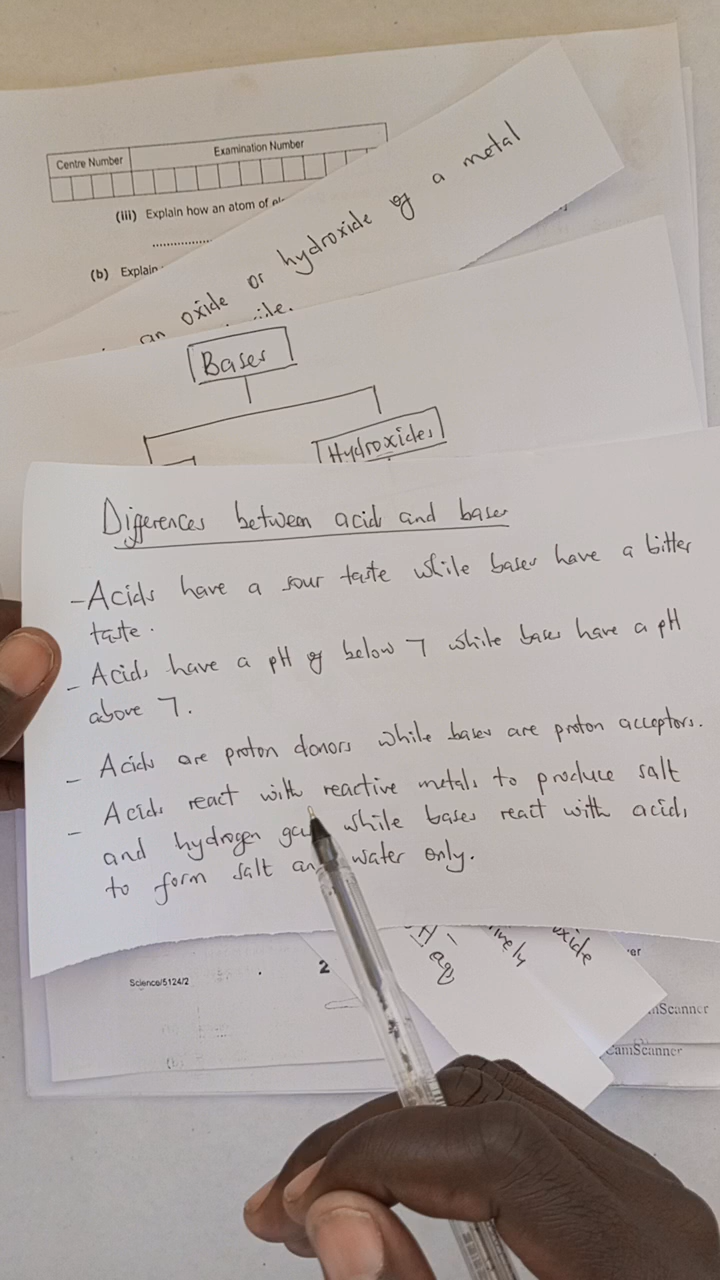 Centre Number
Examination Number
(iii) Explain how an atom of
(b) Explain
an oxide or hydroxide of a metal
Bases
Hydroxides
Differences between acid and bases
- Acids have a sour taste while bases have a bitter
taste.
- Acids have a pH of below 7 while bases have a pH
above 7.
- Acids are proton donors while bases are proton acceptors.
- Acids react with reactive metals to produce salt
and hydrogen gas while bases react with acids
to form salt and water only.
Science/5124/2
2
aq
CamScanner